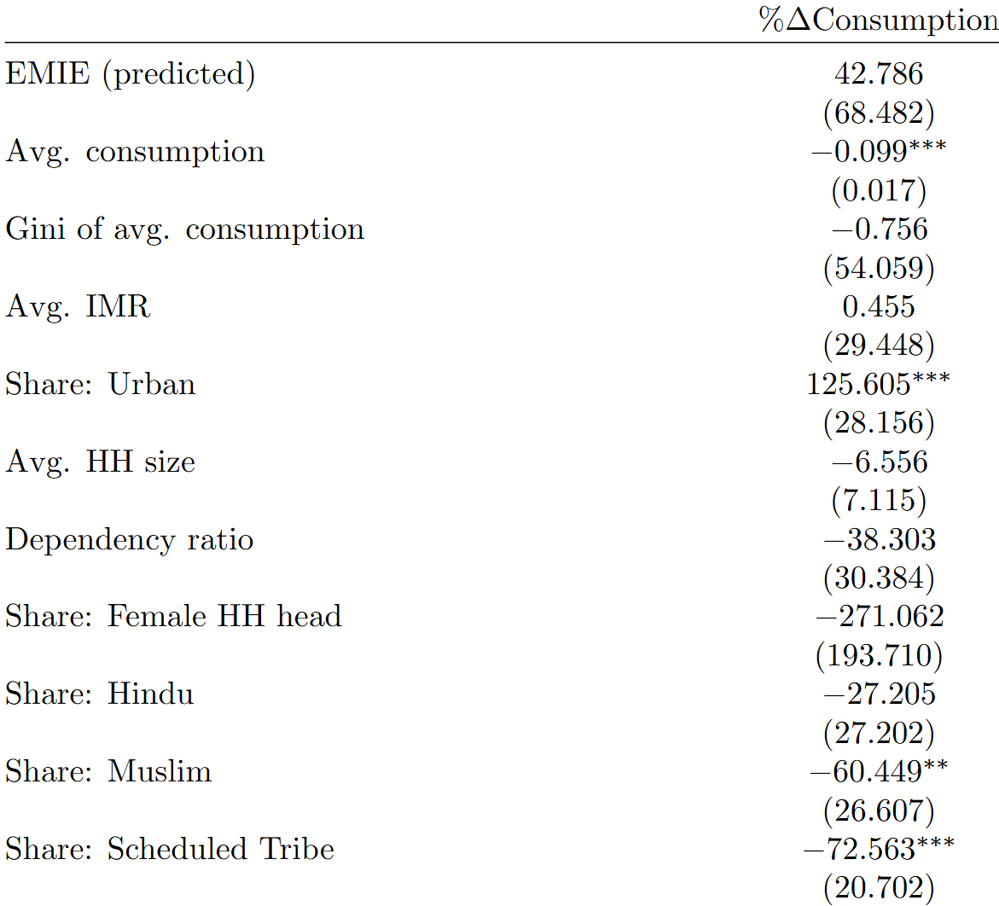 %ΔConsumption
EMIE (predicted) 42.786
(68.482)
Avg. consumption −0.099***
(0.017)
Gini of avg. consumption −0.756
(54.059)
Avg. IMR 0.455
(29.448)
Share: Urban 125.605***
(28.156)
Avg. HH size −6.556
(7.115)
Dependency ratio −38.303
(30.384)
Share: Female HH head −271.062
(193.710)
Share: Hindu −27.205
(27.202)
Share: Muslim −60.449**
(26.607)
Share: Scheduled Tribe −72.563***
(20.702)